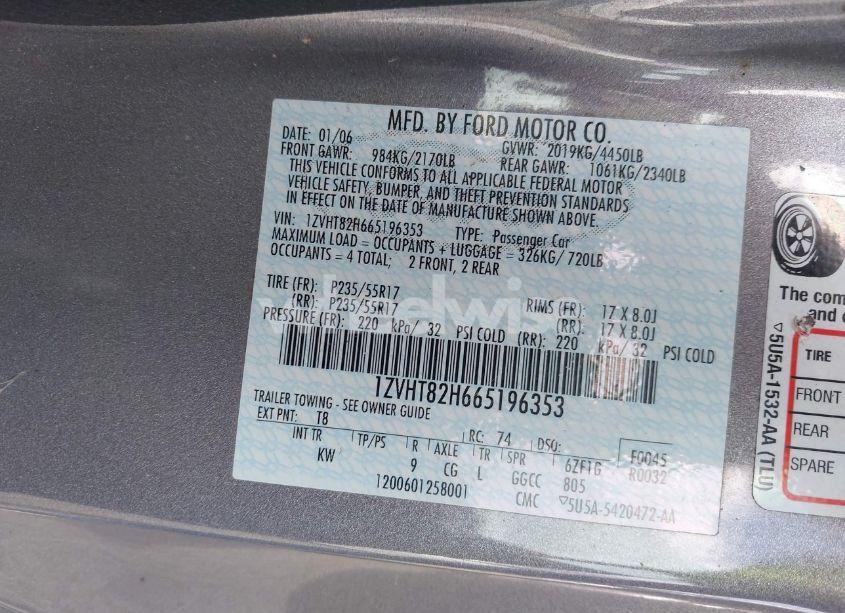 MFD. BY FORD MOTOR CO.
DATE: 01/06 GVWR: 2019KG/4450LB
FRONT GAWR: 984KG/2170LB REAR GAWR: 1061KG/2340LB
THIS VEHICLE CONFORMS TO ALL APPLICABLE FEDERAL MOTOR
VEHICLE SAFETY, BUMPER, AND THEFT PREVENTION STANDARDS
IN EFFECT ON THE DATE OF MANUFACTURE SHOWN ABOVE.
VIN: 1ZVHT82H665196353 TYPE: Passenger Car
MAXIMUM LOAD = OCCUPANTS + LUGGAGE = 326KG/ 720LB
OCCUPANTS = 4 TOTAL; 2 FRONT, 2 REAR
TIRE (FR): P235/55R17 RIMS (FR): 17 X 8.0J
(RR): P235/55R17 (RR): 17 X 8.0J
PRESSURE (FR): 220 kPa/ 32 PSI COLD (RR): 220 kPa/ 32 PSI COLD
1ZVHT82H665196353
TRAILER TOWING - SEE OWNER GUIDE
EXT PNT: T8 RC: 74 DSO: F0045
INT TR TP/PS R AXLE TR SPR 6ZF1G R0032
KW 9 CG L GGCC 805
1200601258001 CMC ▽5U5A-5420472-AA
The com
and
▽5U5A-1532-AA (TLU)
TIRE
FRONT
REAR
SPARE